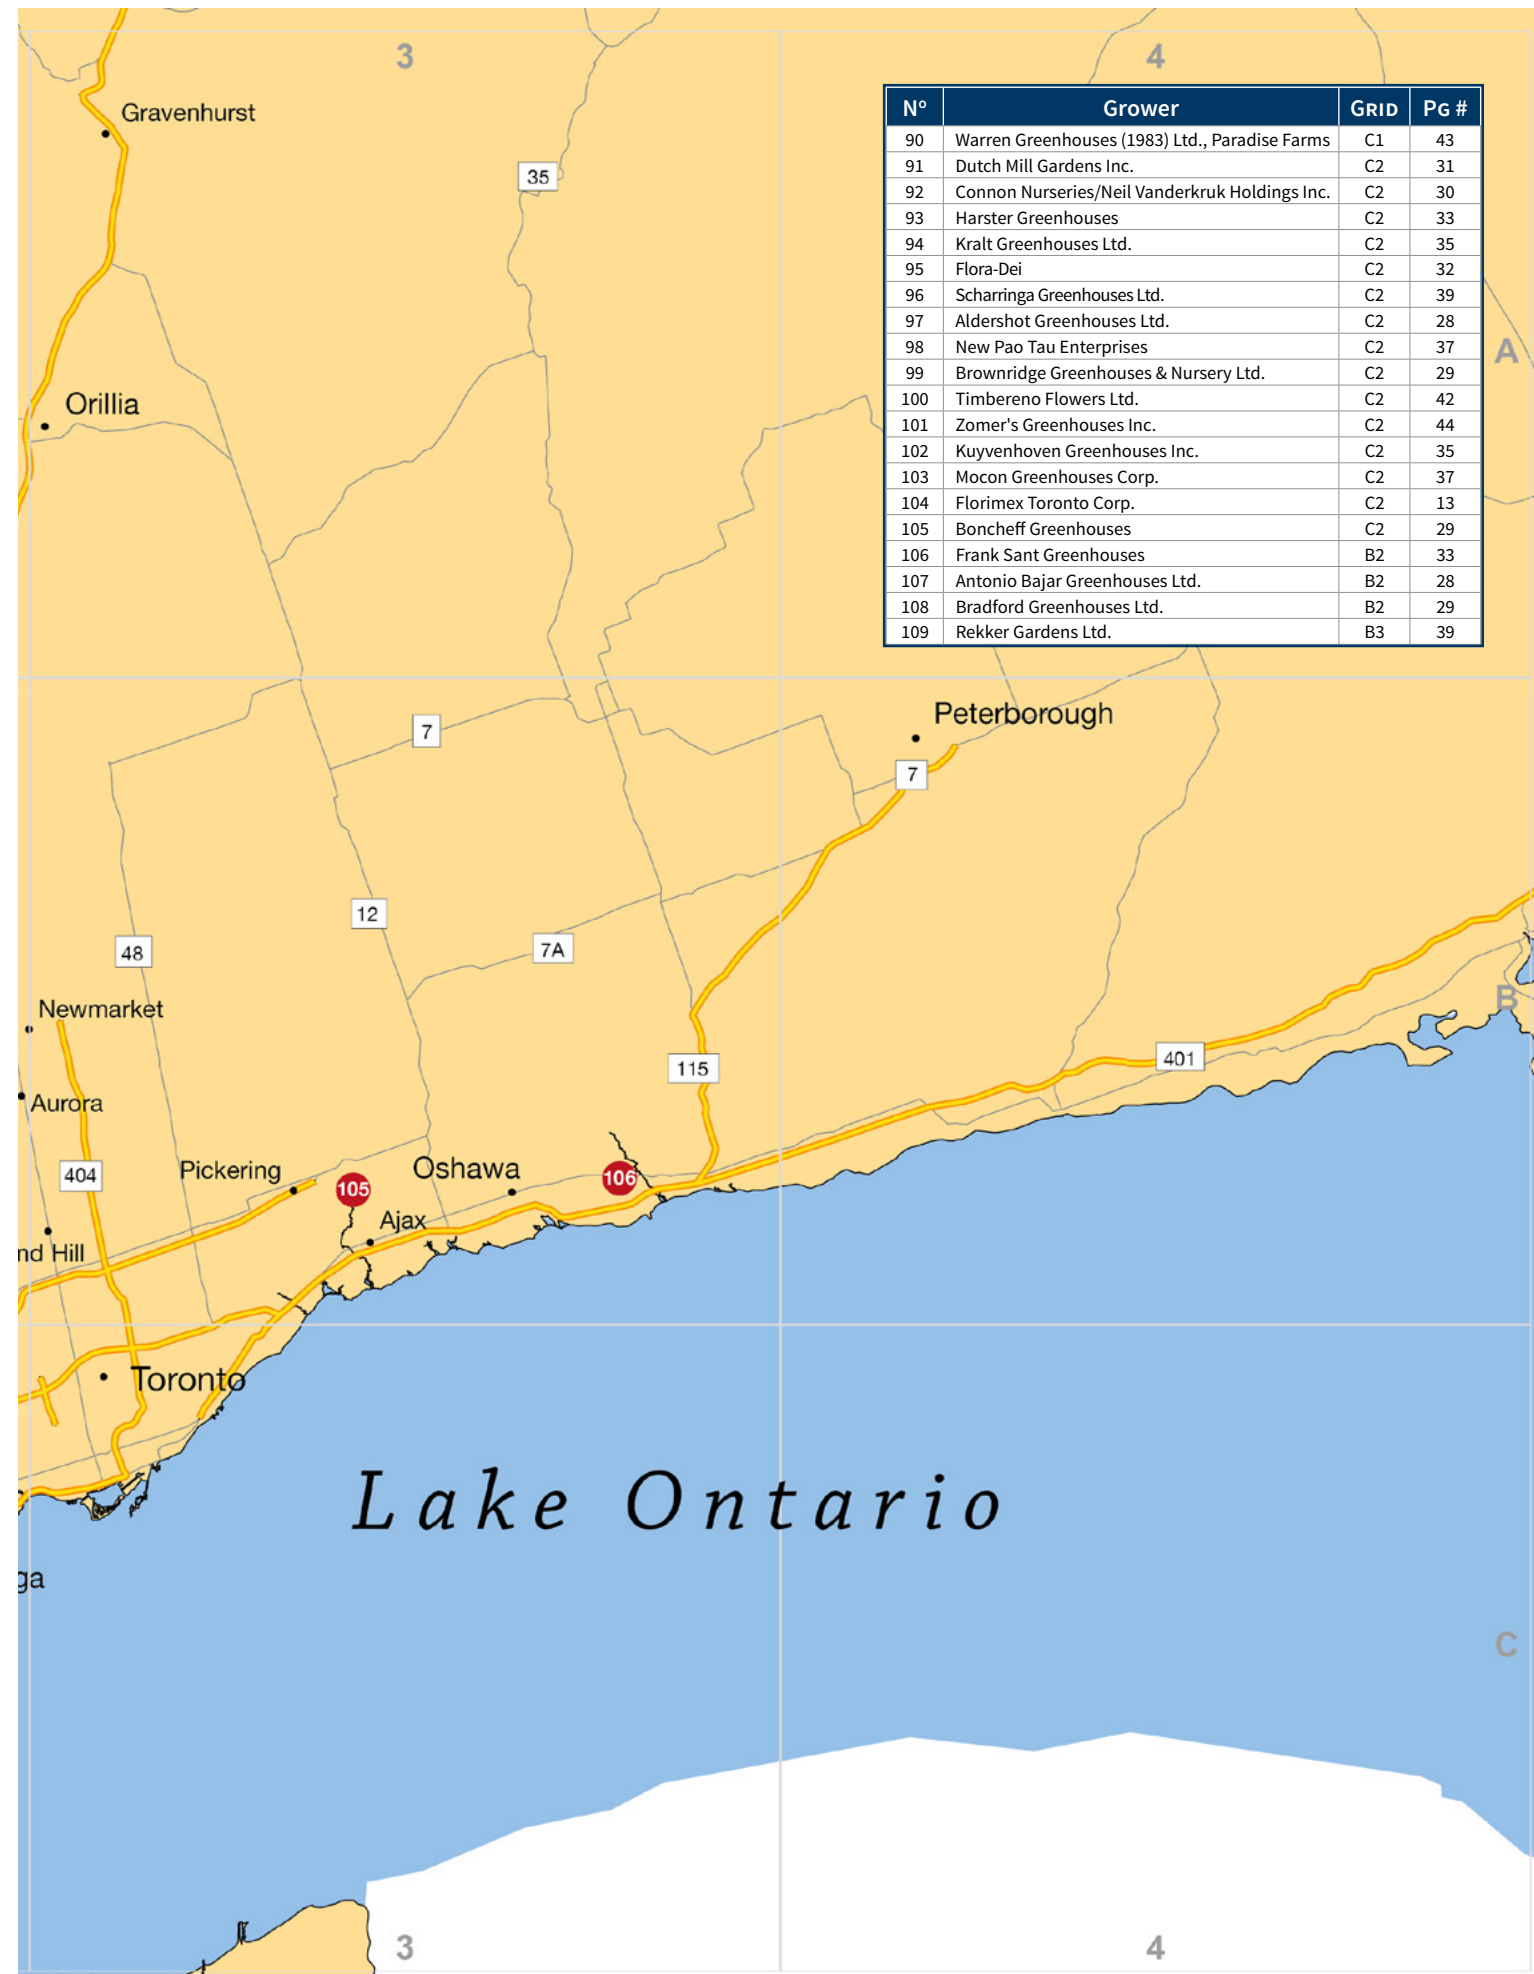 3
4
Gravenhurst
35
Nº Grower GRID PG #
90 Warren Greenhouses (1983) Ltd., Paradise Farms C1 43
91 Dutch Mill Gardens Inc. C2 31
92 Connon Nurseries/Neil Vanderkruk Holdings Inc. C2 30
93 Harster Greenhouses C2 33
94 Kralt Greenhouses Ltd. C2 35
95 Flora-Dei C2 32
96 Scharringa Greenhouses Ltd. C2 39
97 Aldershot Greenhouses Ltd. C2 28
98 New Pao Tau Enterprises C2 37
99 Brownridge Greenhouses & Nursery Ltd. C2 29
100 Timbereno Flowers Ltd. C2 42
101 Zomer's Greenhouses Inc. C2 44
102 Kuyvenhoven Greenhouses Inc. C2 35
103 Mocon Greenhouses Corp. C2 37
104 Florimex Toronto Corp. C2 13
105 Boncheff Greenhouses C2 29
106 Frank Sant Greenhouses B2 33
107 Antonio Bajar Greenhouses Ltd. B2 28
108 Bradford Greenhouses Ltd. B2 29
109 Rekker Gardens Ltd. B3 39
A
Orillia
Peterborough
7
7
12
48
7A
Newmarket
B
401
115
Aurora
404
Pickering
105
Oshawa
106
Ajax
nd Hill
Toronto
Lake Ontario
ga
C
3
4